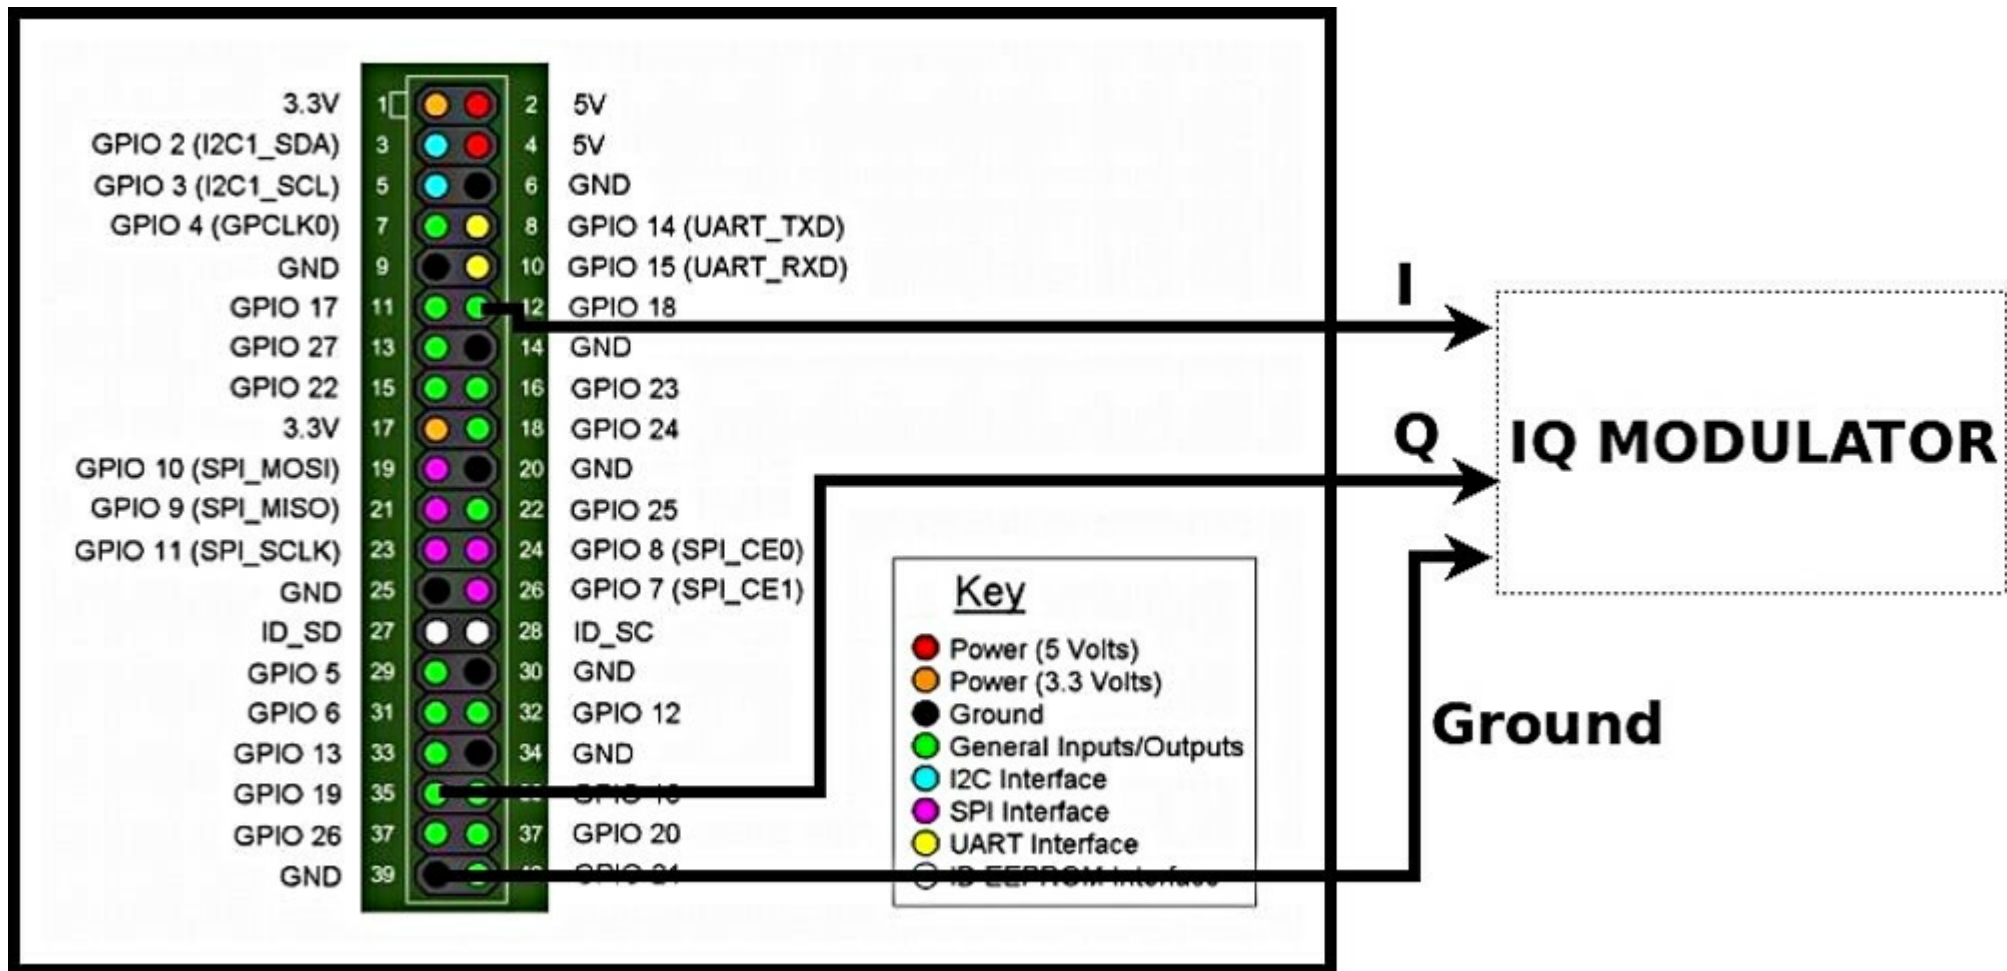 3.3V 1 2 5V
GPIO 2 (I2C1_SDA) 3 4 5V
GPIO 3 (I2C1_SCL) 5 6 GND
GPIO 4 (GPCLK0) 7 8 GPIO 14 (UART_TXD)
GND 9 10 GPIO 15 (UART_RXD)
GPIO 17 11 12 GPIO 18
GPIO 27 13 14 GND
GPIO 22 15 16 GPIO 23
3.3V 17 18 GPIO 24
GPIO 10 (SPI_MOSI) 19 20 GND
GPIO 9 (SPI_MISO) 21 22 GPIO 25
GPIO 11 (SPI_SCLK) 23 24 GPIO 8 (SPI_CE0)
GND 25 26 GPIO 7 (SPI_CE1)
ID_SD 27 28 ID_SC
GPIO 5 29 30 GND
GPIO 6 31 32 GPIO 12
GPIO 13 33 34 GND
GPIO 19 35 GPIO
GPIO 26 37 37 GPIO 20
GND 39 GPIO
Key
Power (5 Volts)
Power (3.3 Volts)
Ground
General Inputs/Outputs
I2C Interface
SPI Interface
UART Interface
ID EEPROM Interface
I
Q
IQ MODULATOR
Ground